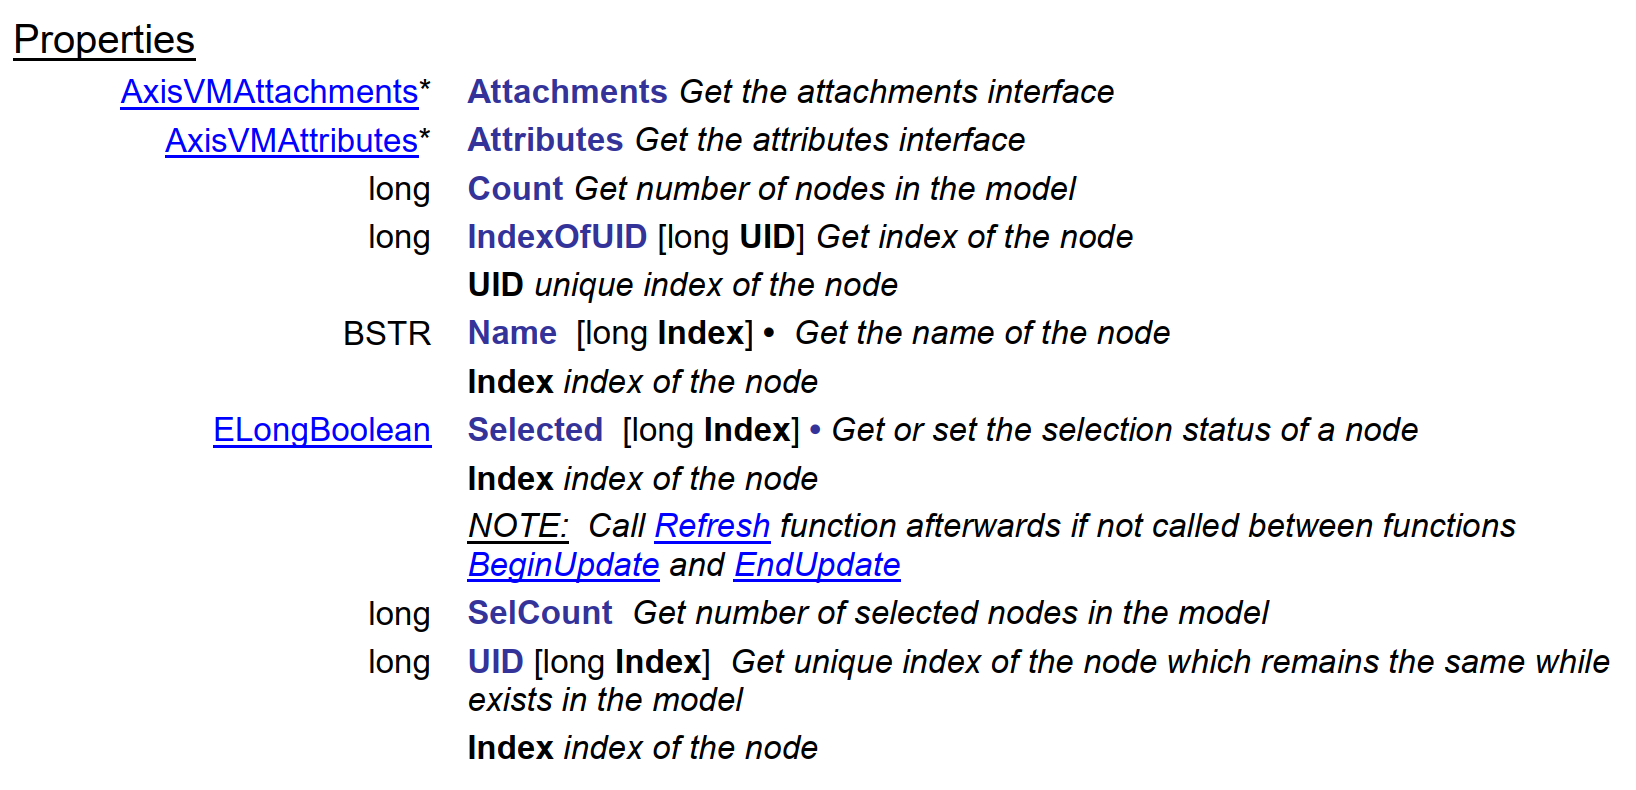 Properties
AxisVMAttachments* Attachments Get the attachments interface
AxisVMAttributes* Attributes Get the attributes interface
long Count Get number of nodes in the model
long IndexOfUID [long UID] Get index of the node
UID unique index of the node
BSTR Name [long Index] • Get the name of the node
Index index of the node
ELongBoolean Selected [long Index] • Get or set the selection status of a node
Index index of the node
NOTE: Call Refresh function afterwards if not called between functions
BeginUpdate and EndUpdate
long SelCount Get number of selected nodes in the model
long UID [long Index] Get unique index of the node which remains the same while
exists in the model
Index index of the node